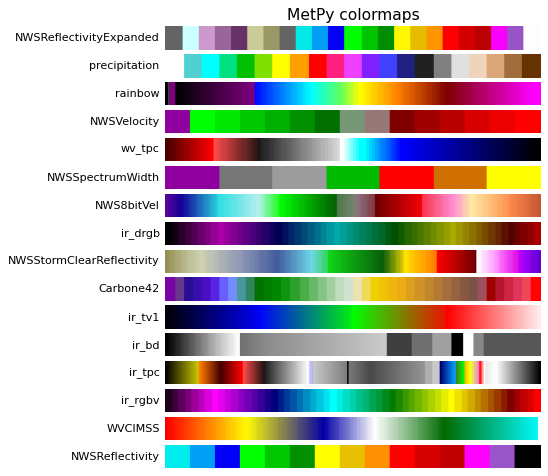 MetPy colormaps
NWSReflectivityExpanded
precipitation
rainbow
NWSVelocity
wv_tpc
NWSSpectrumWidth
NWS8bitVel
ir_drgb
NWSStormClearReflectivity
Carbone42
ir_tv1
ir_bd
ir_tpc
ir_rgbv
WVCIMSS
NWSReflectivity